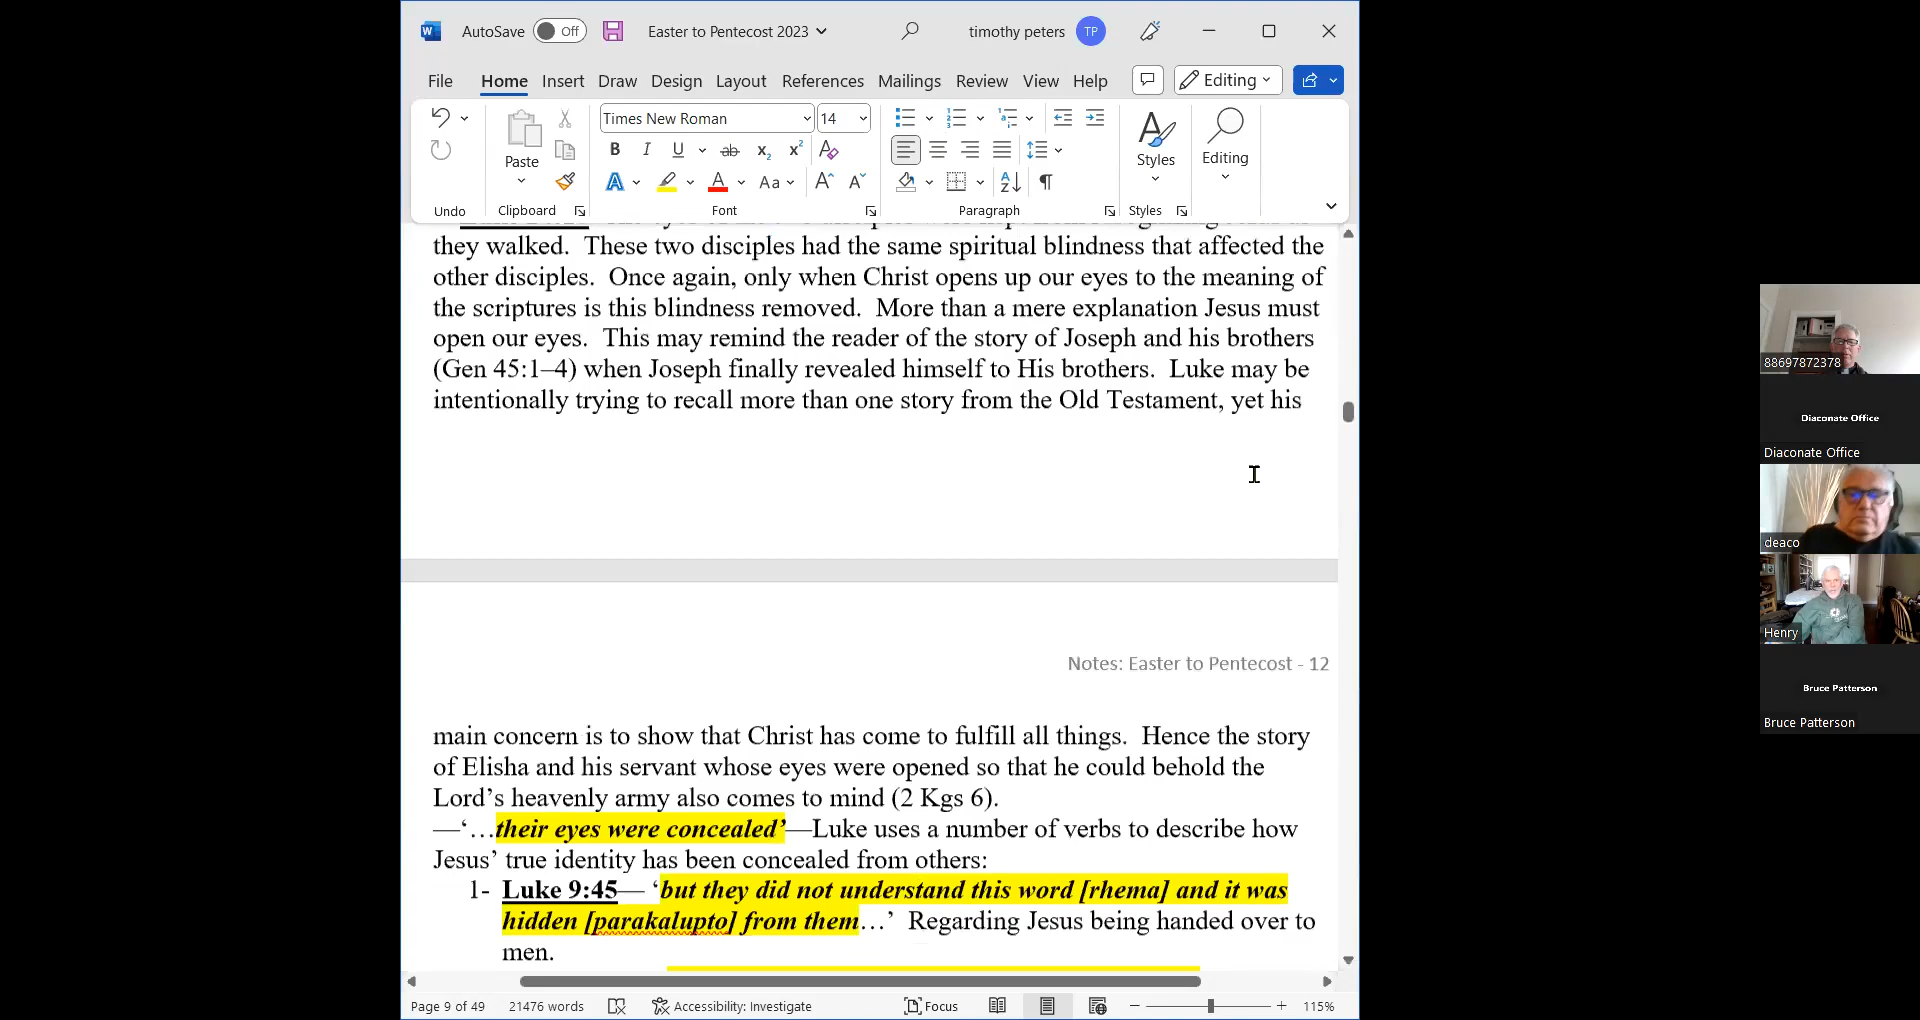 AutoSave Off Easter to Pentecost 2023 timothy peters TP
File Home Insert Draw Design Layout References Mailings Review View Help Editing
Times New Roman 14
Paste Styles Editing
B I U ab x₂ x² A
A A Aa A A A Z
Undo Clipboard Font Paragraph Styles
they walked. These two disciples had the same spiritual blindness that affected the
other disciples. Once again, only when Christ opens up our eyes to the meaning of
the scriptures is this blindness removed. More than a mere explanation Jesus must
open our eyes. This may remind the reader of the story of Joseph and his brothers
(Gen 45:1–4) when Joseph finally revealed himself to His brothers. Luke may be
intentionally trying to recall more than one story from the Old Testament, yet his
Notes: Easter to Pentecost - 12
main concern is to show that Christ has come to fulfill all things. Hence the story
of Elisha and his servant whose eyes were opened so that he could behold the
Lord’s heavenly army also comes to mind (2 Kgs 6).
—‘…their eyes were concealed’—Luke uses a number of verbs to describe how
Jesus’ true identity has been concealed from others:
1- Luke 9:45— ‘but they did not understand this word [rhema] and it was
hidden [parakalupto] from them…’ Regarding Jesus being handed over to
men.
Page 9 of 49 21476 words Accessibility: Investigate Focus 115%
88697872378
Diaconate Office
Diaconate Office
deaco
Henry
Bruce Patterson
Bruce Patterson